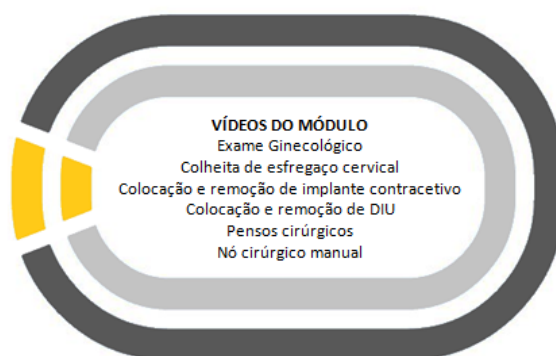 VÍDEOS DO MÓDULO
Exame Ginecológico
Colheita de esfregaço cervical
Colocação e remoção de implante contracetivo
Colocação e remoção de DIU
Pensos cirúrgicos
Nó cirúrgico manual